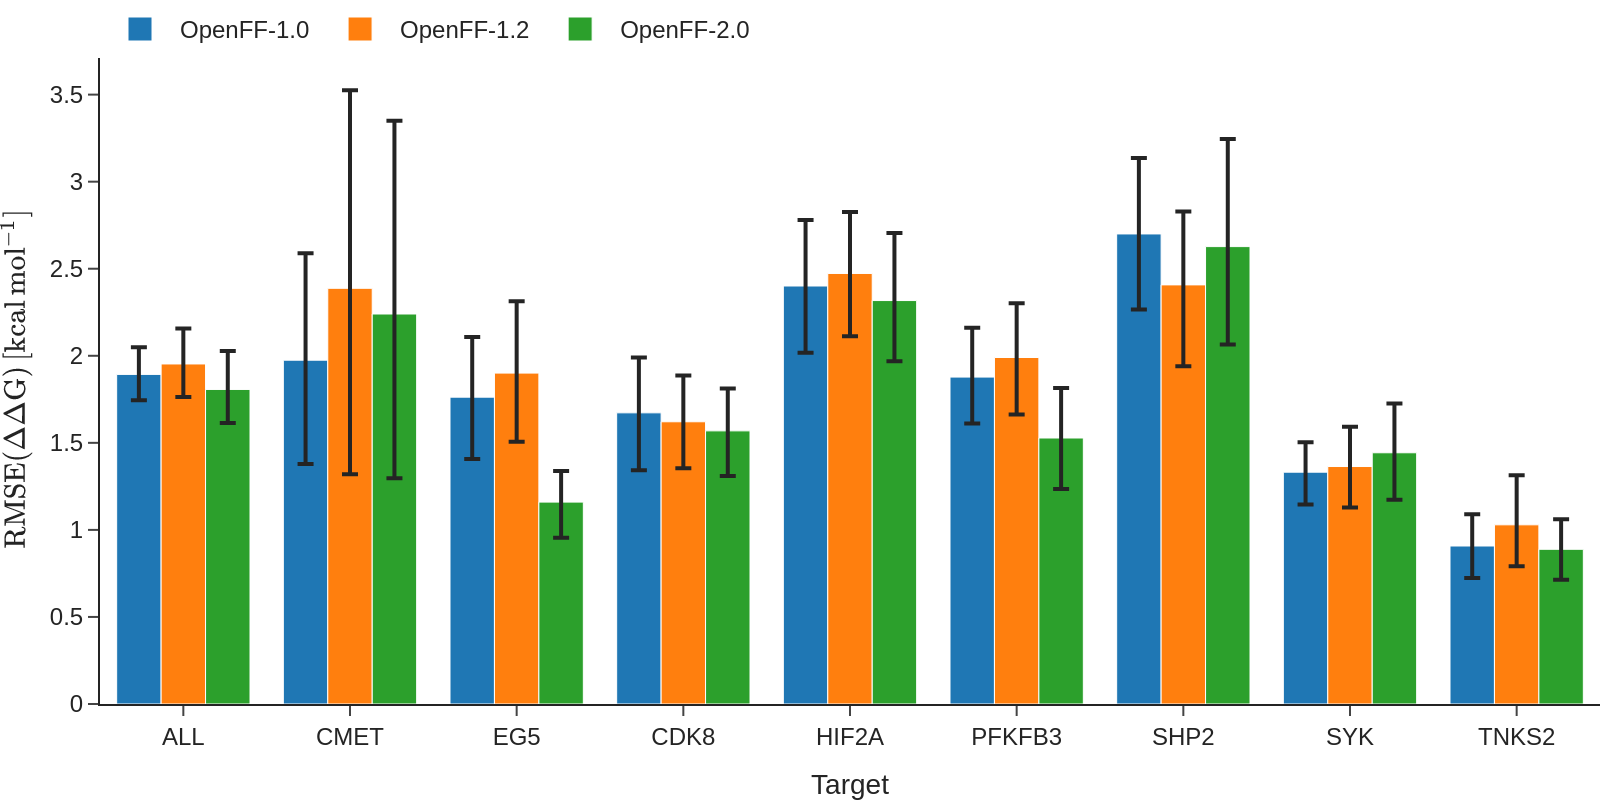 OpenFF-1.0 OpenFF-1.2 OpenFF-2.0
3.5
3
2.5
2
1.5
1
0.5
0
RMSE(ΔΔG) [kcal mol⁻¹]
ALL CMET EG5 CDK8 HIF2A PFKFB3 SHP2 SYK TNKS2
Target